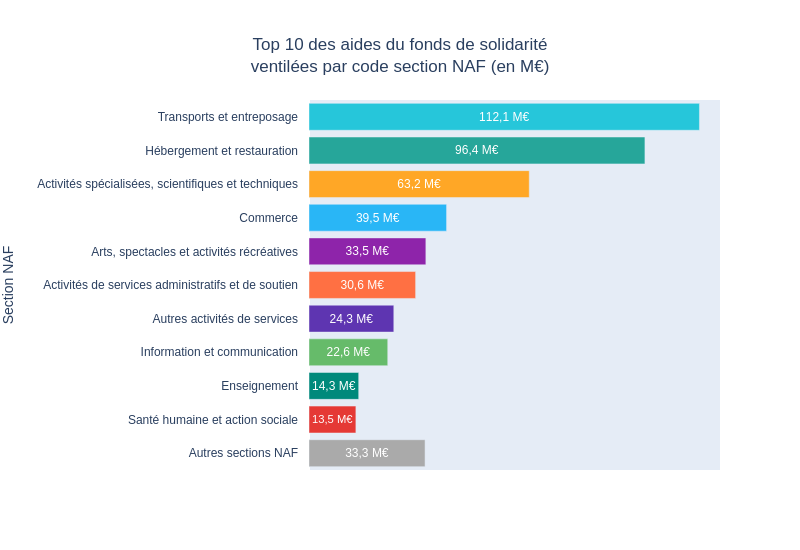 Top 10 des aides du fonds de solidarité
ventilées par code section NAF (en M€)
Section NAF
Transports et entreposage 112,1 M€
Hébergement et restauration 96,4 M€
Activités spécialisées, scientifiques et techniques 63,2 M€
Commerce 39,5 M€
Arts, spectacles et activités récréatives 33,5 M€
Activités de services administratifs et de soutien 30,6 M€
Autres activités de services 24,3 M€
Information et communication 22,6 M€
Enseignement 14,3 M€
Santé humaine et action sociale 13,5 M€
Autres sections NAF 33,3 M€